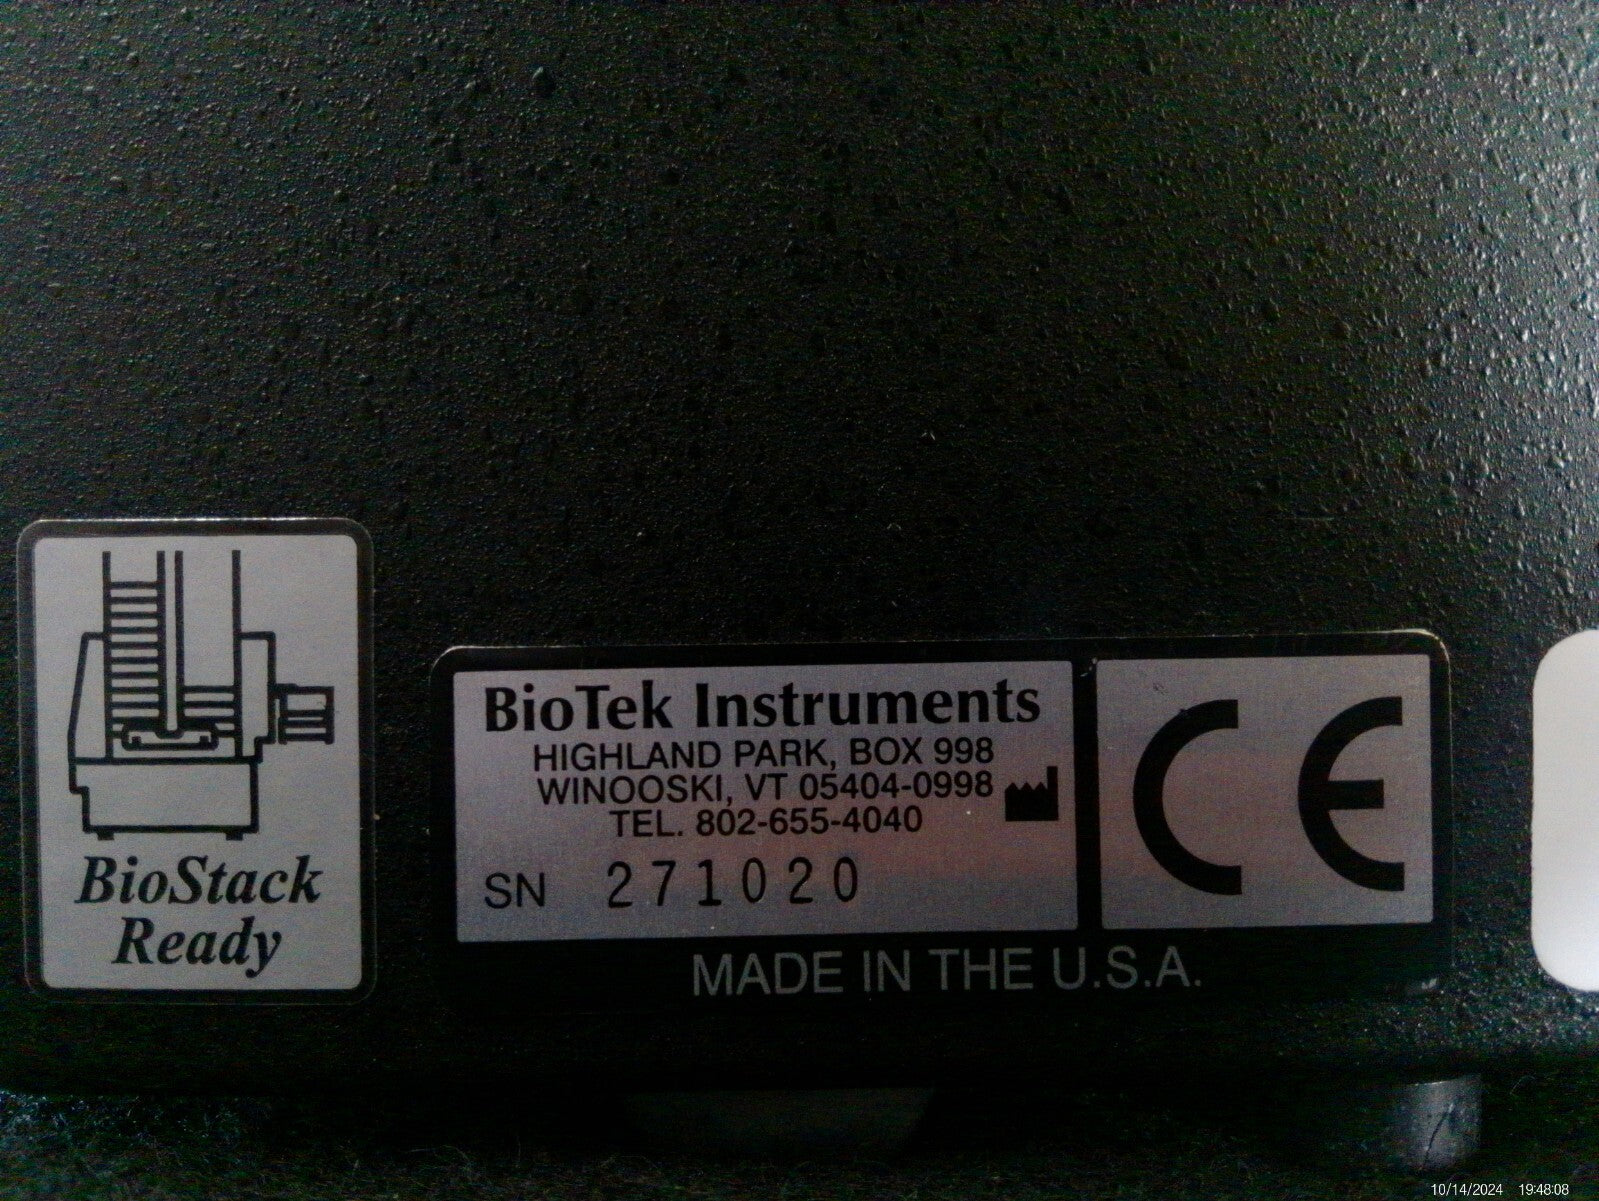 BioStack
Ready
BioTek Instruments
HIGHLAND PARK, BOX 998
WINOOSKI, VT 05404-0998
TEL. 802-655-4040
SN 271020
CE
MADE IN THE U.S.A.
10/14/2024 19:48:08